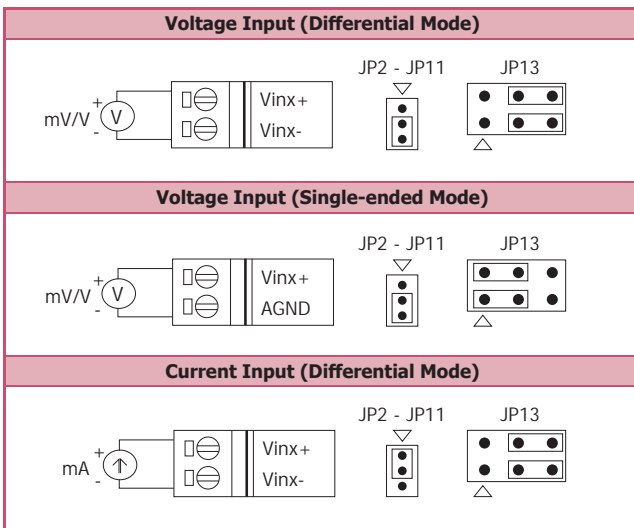 Voltage Input (Differential Mode)
JP2 - JP11 JP13
mV/V + - V Vinx+
Vinx-
Voltage Input (Single-ended Mode)
JP2 - JP11 JP13
mV/V + - V Vinx+
AGND
Current Input (Differential Mode)
JP2 - JP11 JP13
mA + - Vinx+
Vinx-